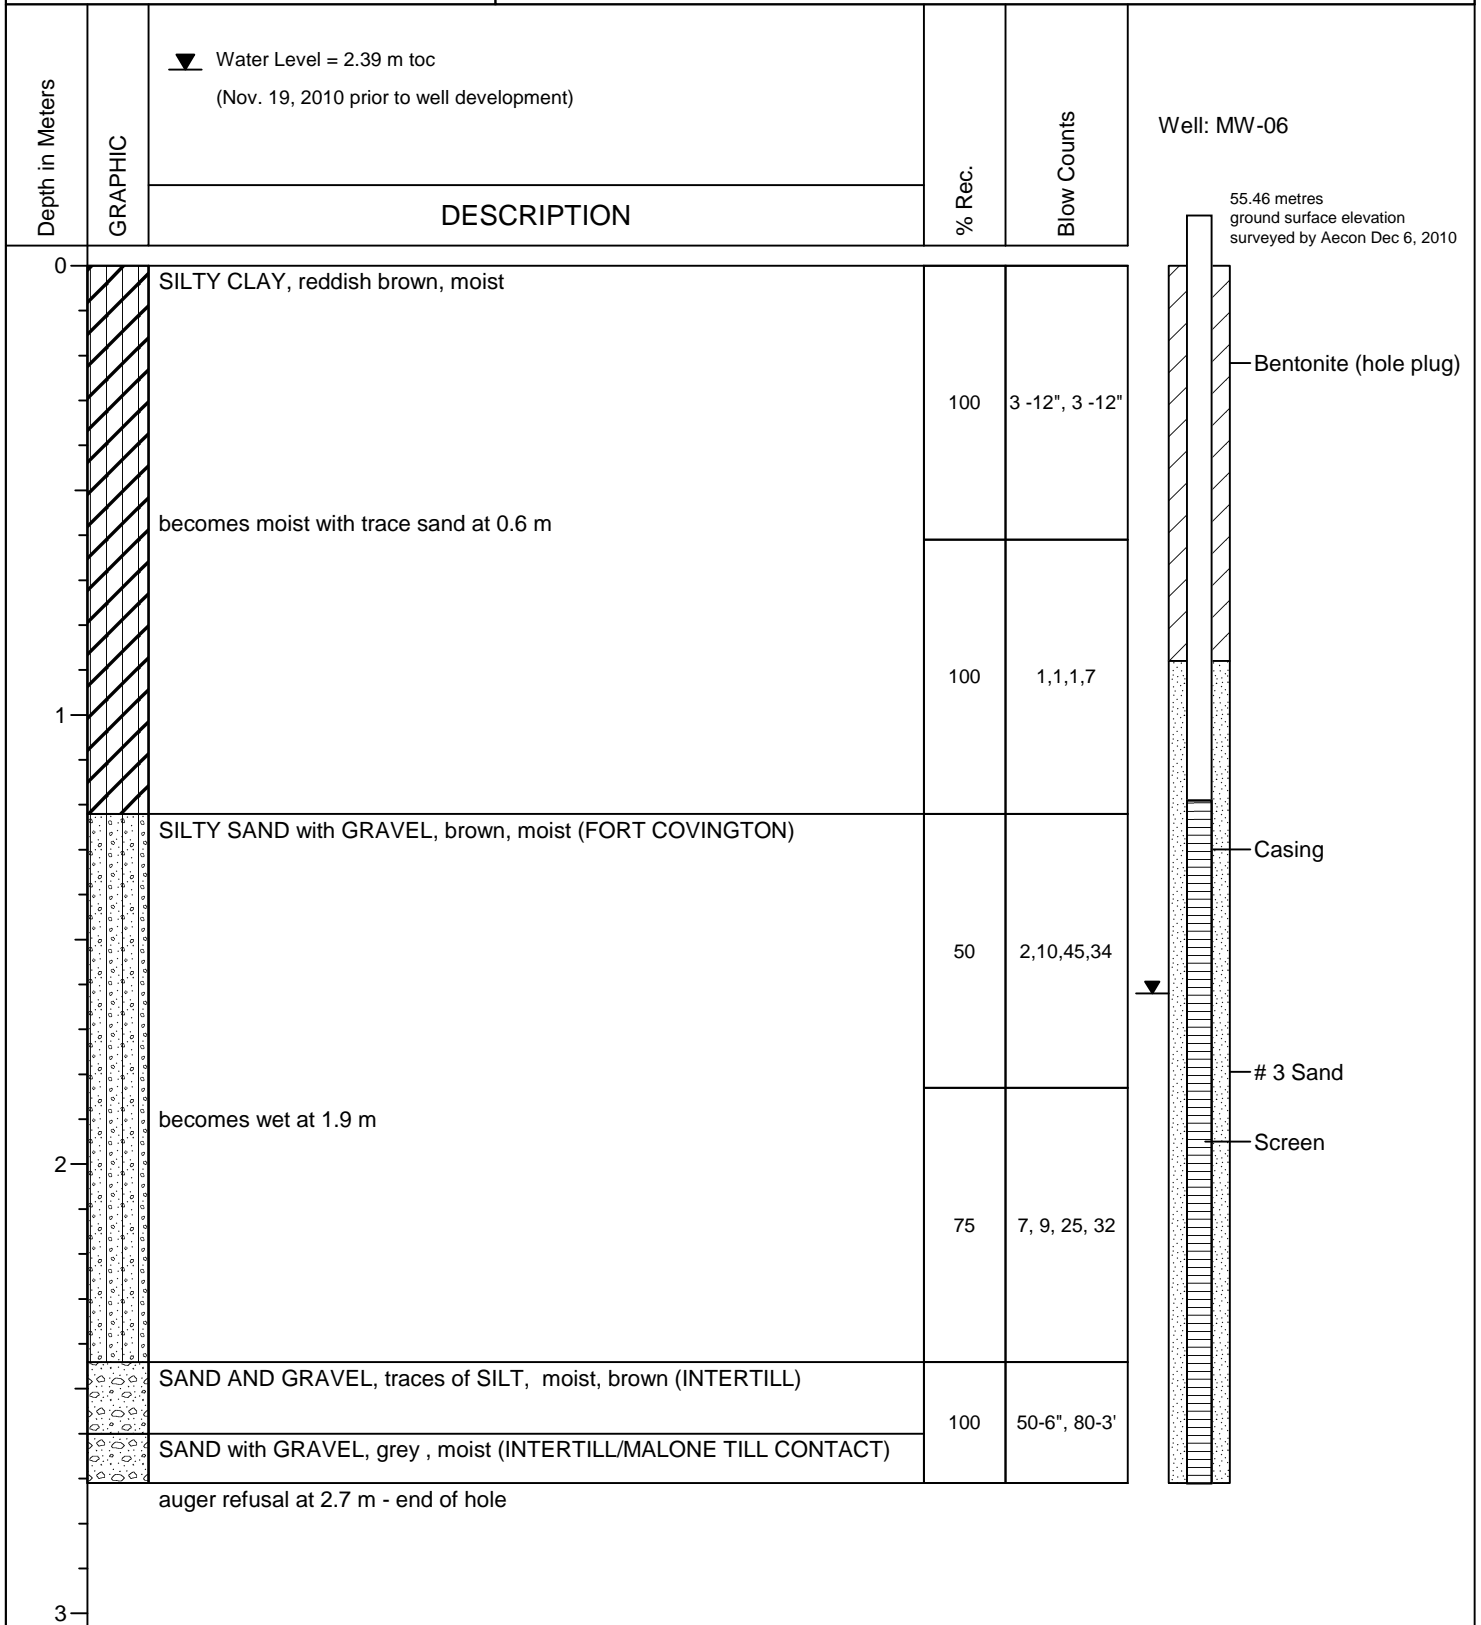 Depth in Meters
GRAPHIC
Water Level = 2.39 m toc
(Nov. 19, 2010 prior to well development)
DESCRIPTION
% Rec.
Blow Counts
Well: MW-06
55.46 metres
ground surface elevation
surveyed by Aecon Dec 6, 2010
0
SILTY CLAY, reddish brown, moist
Bentonite (hole plug)
100
3 -12", 3 -12"
becomes moist with trace sand at 0.6 m
100
1,1,1,7
1
SILTY SAND with GRAVEL, brown, moist (FORT COVINGTON)
Casing
50
2,10,45,34
# 3 Sand
becomes wet at 1.9 m
Screen
2
75
7, 9, 25, 32
SAND AND GRAVEL, traces of SILT,  moist, brown (INTERTILL)
100
50-6", 80-3'
SAND with GRAVEL, grey , moist (INTERTILL/MALONE TILL CONTACT)
auger refusal at 2.7 m - end of hole
3